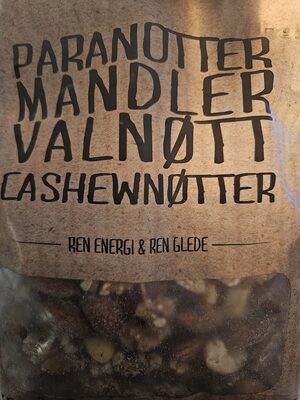 PARANØTTER
MANDLER
VALNØTT
CASHEWNØTTER
REN ENERGI & REN GLEDE